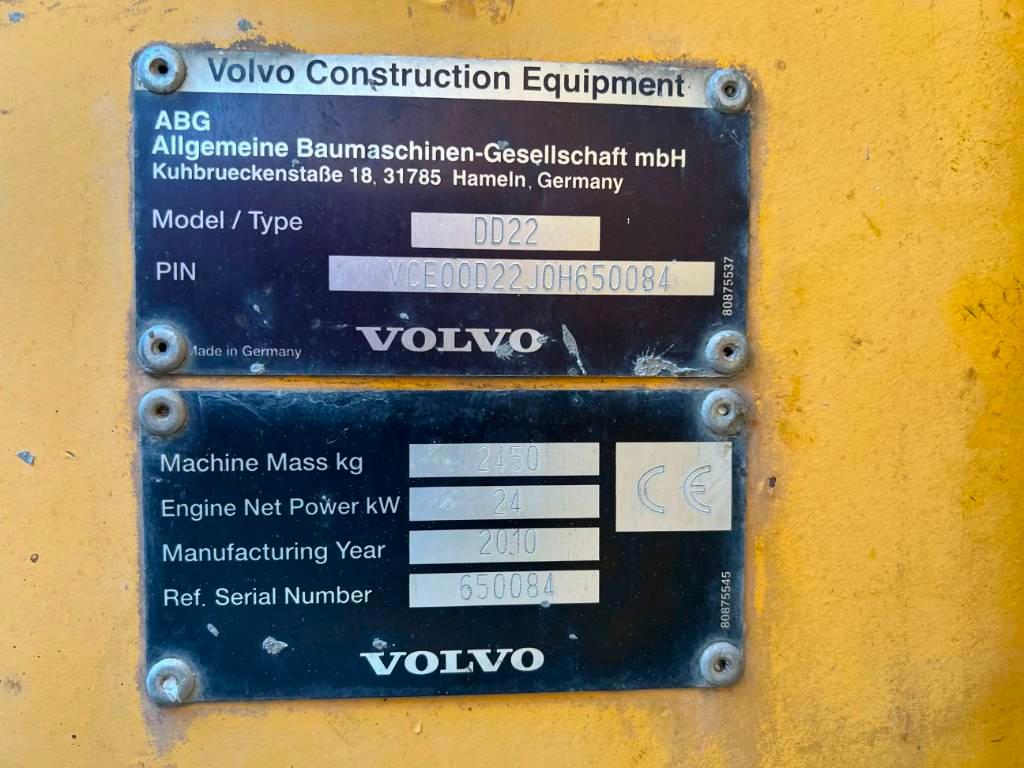 Volvo Construction Equipment
ABG
Allgemeine Baumaschinen-Gesellschaft mbH
Kuhbrueckenstaße 18, 31785 Hameln, Germany
Model / Type DD22
PIN VCE00D22J0H650084
80875537
VOLVO
Made in Germany
Machine Mass kg 2450
Engine Net Power kW 24
Manufacturing Year 2010
Ref. Serial Number 650084
CE
80875545
VOLVO